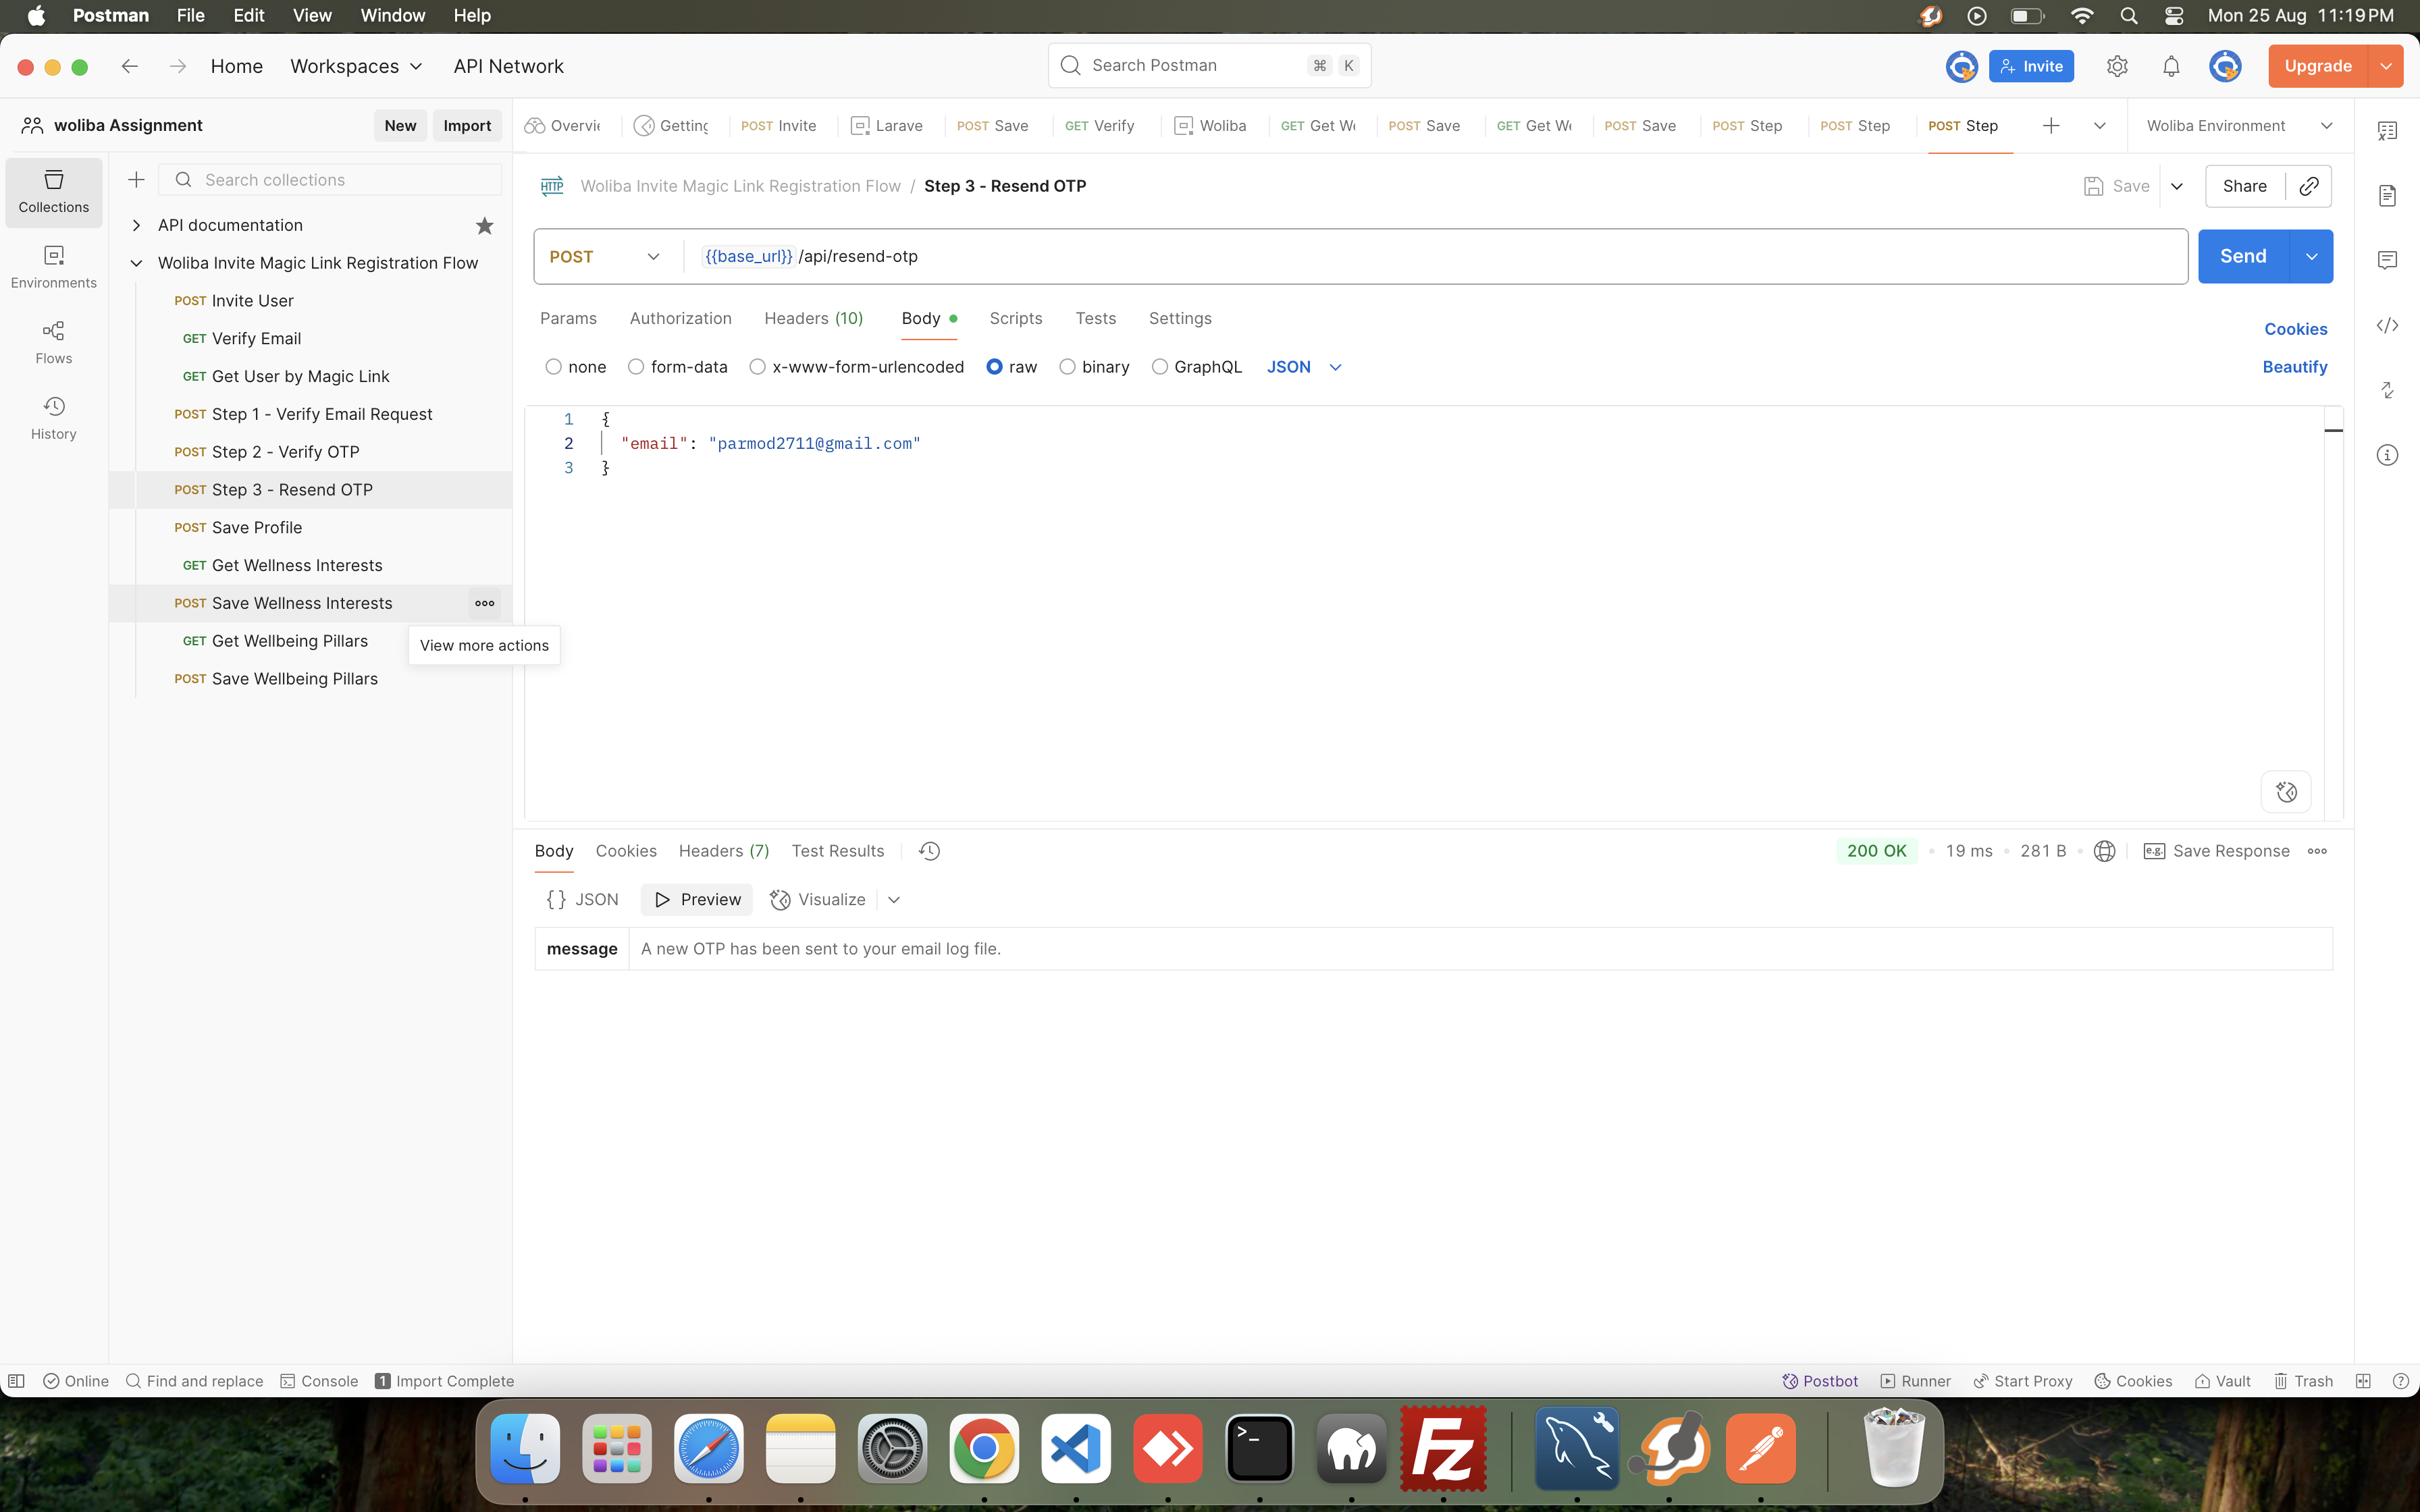 Postman File Edit View Window Help Mon 25 Aug 11:19 PM
Home Workspaces API Network Search Postman ⌘ K Invite Upgrade
woliba Assignment New Import Overvi Getting POST Invite Larave POST Save GET Verify Woliba GET Get We POST Save GET Get We POST Save POST Step POST Step POST Step Woliba Environment
Collections
Environments
Flows
History
Search collections
API documentation
Woliba Invite Magic Link Registration Flow
POST Invite User
GET Verify Email
GET Get User by Magic Link
POST Step 1 - Verify Email Request
POST Step 2 - Verify OTP
POST Step 3 - Resend OTP
POST Save Profile
GET Get Wellness Interests
POST Save Wellness Interests
View more actions
GET Get Wellbeing Pillars
POST Save Wellbeing Pillars
HTTP Woliba Invite Magic Link Registration Flow / Step 3 - Resend OTP Save Share
POST {{base_url}} /api/resend-otp Send
Params Authorization Headers (10) Body Scripts Tests Settings Cookies
none form-data x-www-form-urlencoded raw binary GraphQL JSON Beautify
1 {
2 "email": "parmod2711@gmail.com"
3 }
Body Cookies Headers (7) Test Results 200 OK 19 ms 281 B e.g. Save Response
{} JSON Preview Visualize
message A new OTP has been sent to your email log file.
Online Find and replace Console 1 Import Complete Postbot Runner Start Proxy Cookies Vault Trash
>_ Fz